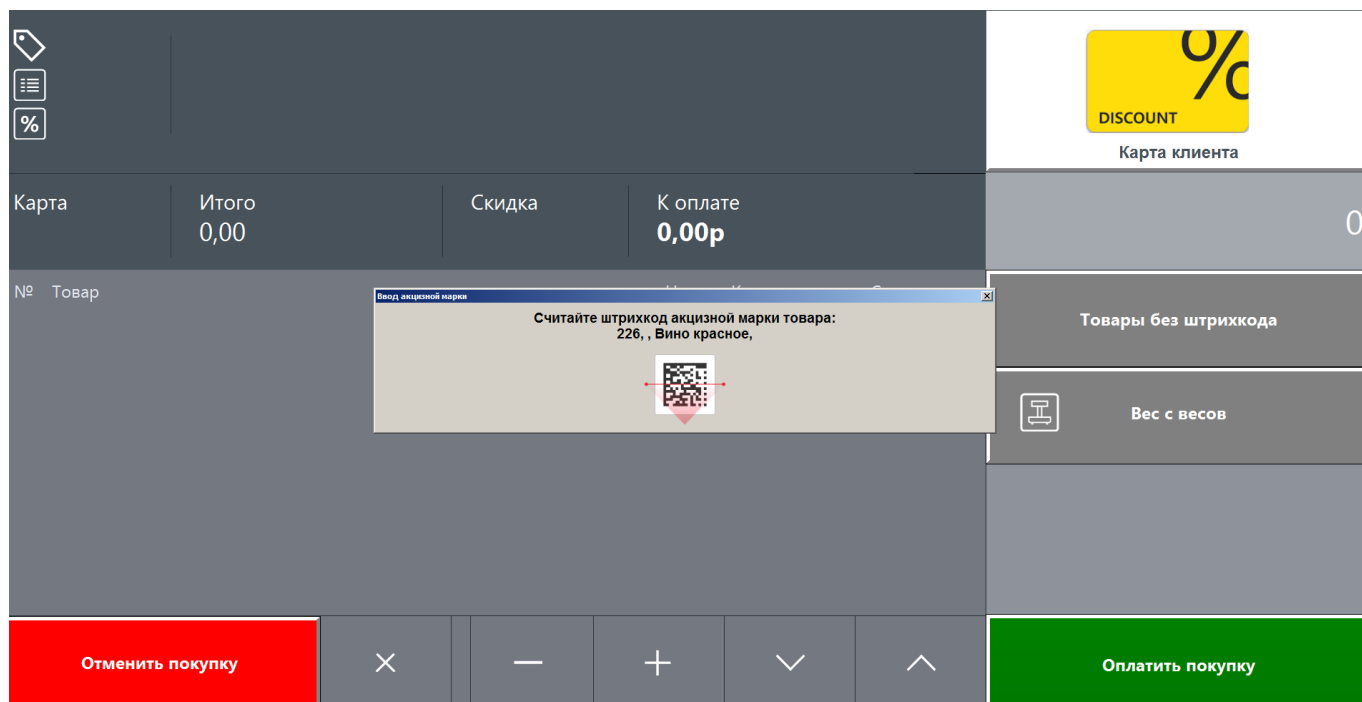 %
DISCOUNT
Карта клиента
%
Карта
Итого
Скидка
К оплате
0,00
0,00р
0
№ Товар
Ввод акцизной марки
Считайте штрихкод акцизной марки товара:
226, , Вино красное,
Товары без штрихкода
Вес с весов
Отменить покупку
Оплатить покупку